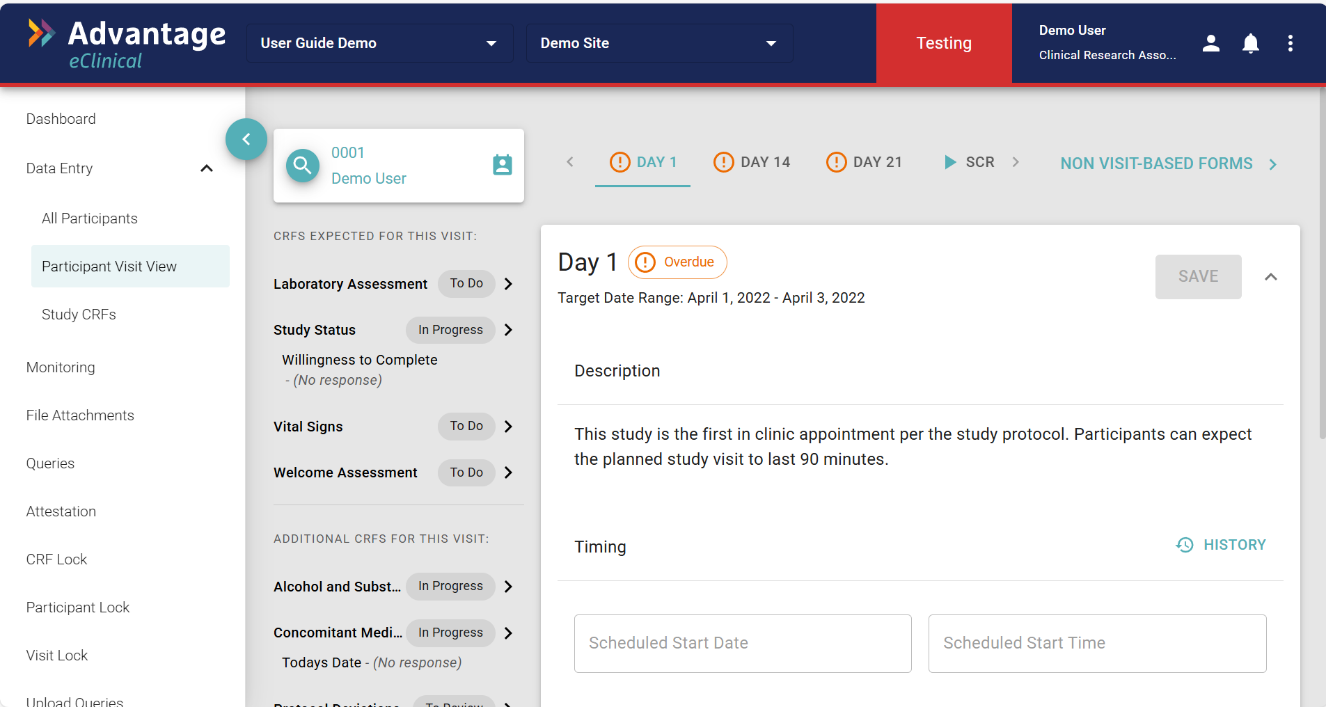 Advantage
eClinical
User Guide Demo
Demo Site
Testing
Demo User
Clinical Research Asso...
Dashboard
Data Entry
All Participants
Participant Visit View
Study CRFs
Monitoring
File Attachments
Queries
Attestation
CRF Lock
Participant Lock
Visit Lock
Upload Queries
0001
Demo User
CRFS EXPECTED FOR THIS VISIT:
Laboratory Assessment To Do
Study Status In Progress
Willingness to Complete
- (No response)
Vital Signs To Do
Welcome Assessment To Do
ADDITIONAL CRFS FOR THIS VISIT:
Alcohol and Subst... In Progress
Concomitant Medi... In Progress
Todays Date - (No response)
Protocol Deviations To Review
DAY 1
DAY 14
DAY 21
SCR
NON VISIT-BASED FORMS
Day 1 Overdue
SAVE
Target Date Range: April 1, 2022 - April 3, 2022
Description
This study is the first in clinic appointment per the study protocol. Participants can expect
the planned study visit to last 90 minutes.
Timing
HISTORY
Scheduled Start Date
Scheduled Start Time